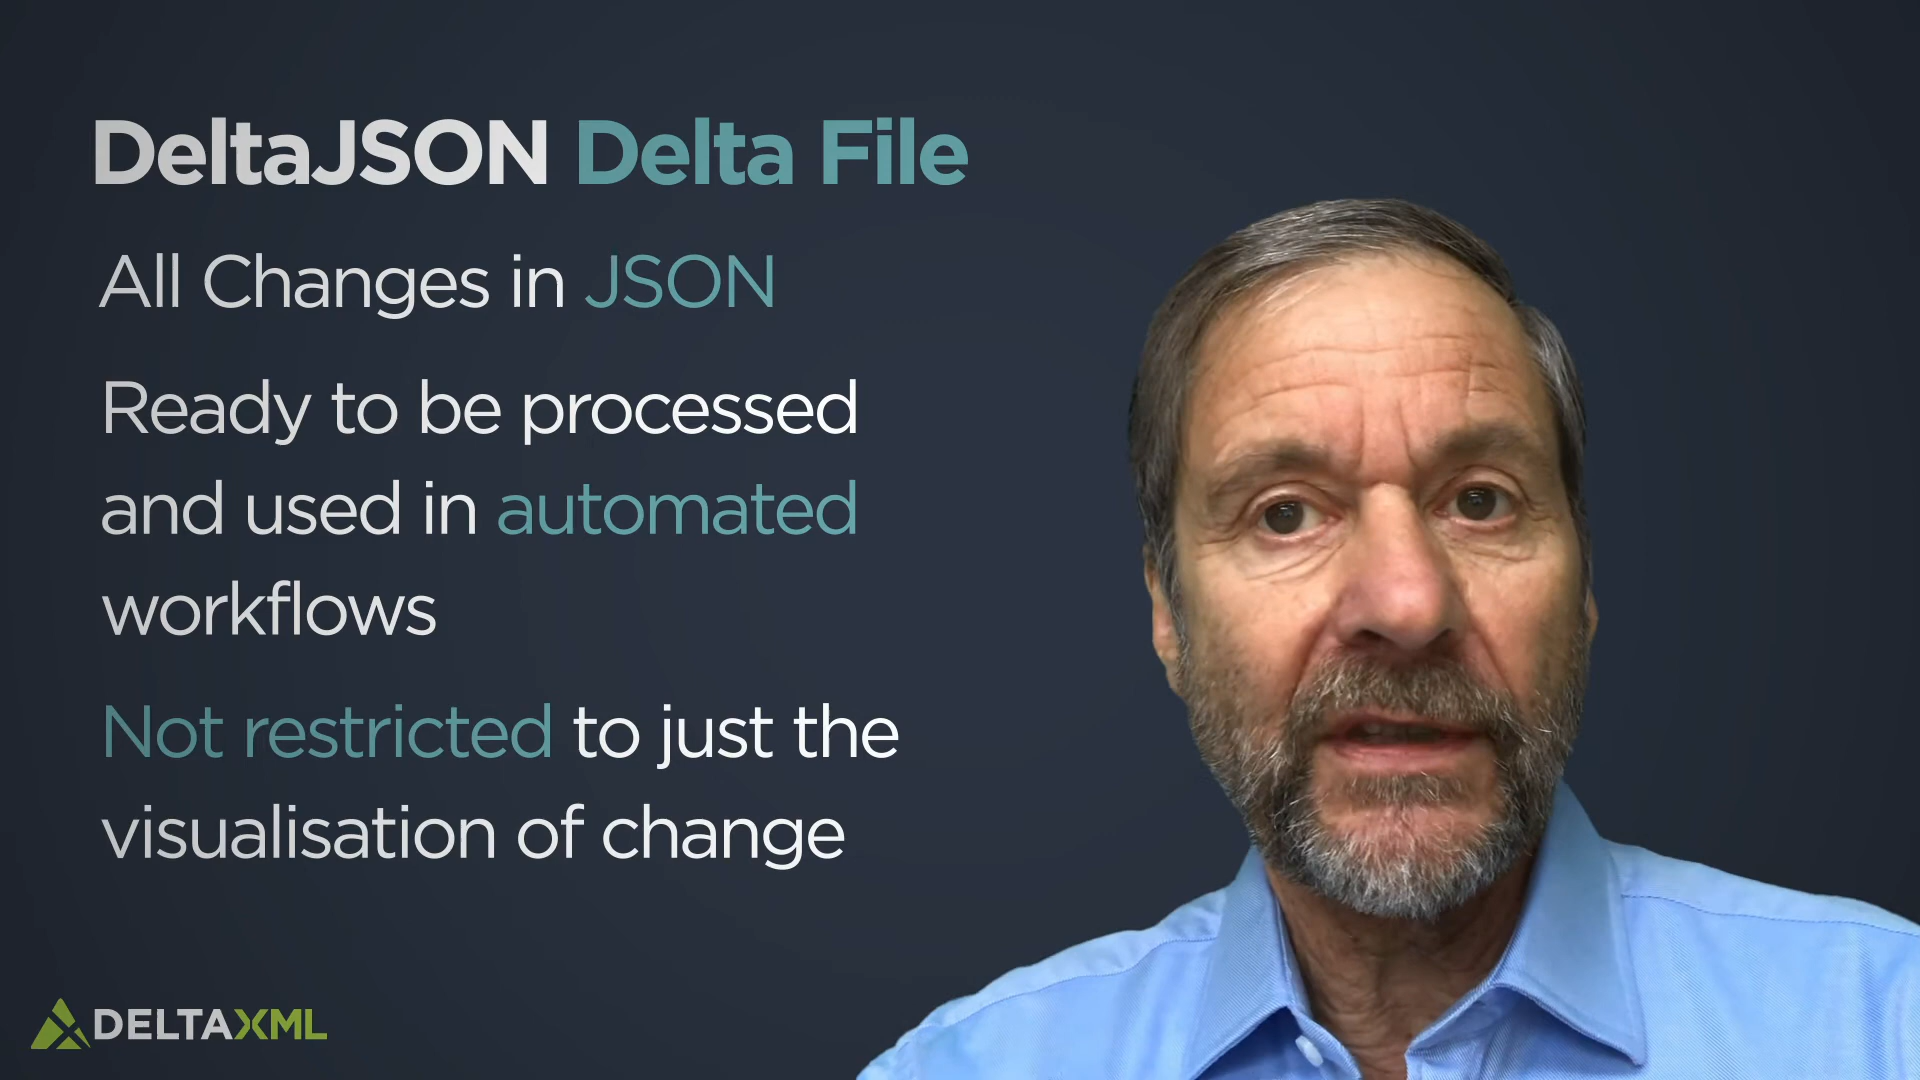 DeltaJSON Delta File
All Changes in JSON
Ready to be processed
and used in automated
workflows
Not restricted to just the
visualisation of change
DELTAXML